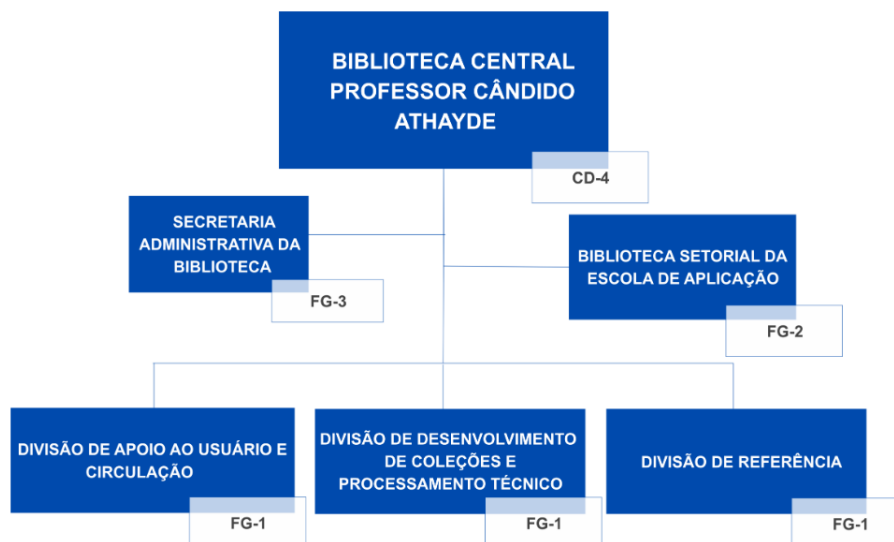 BIBLIOTECA CENTRAL
PROFESSOR CÂNDIDO
ATHAYDE
CD-4
SECRETARIA
ADMINISTRATIVA DA
BIBLIOTECA
FG-3
BIBLIOTECA SETORIAL DA
ESCOLA DE APLICAÇÃO
FG-2
DIVISÃO DE APOIO AO USUÁRIO E
CIRCULAÇÃO
FG-1
DIVISÃO DE DESENVOLVIMENTO
DE COLEÇÕES E
PROCESSAMENTO TÉCNICO
FG-1
DIVISÃO DE REFERÊNCIA
FG-1